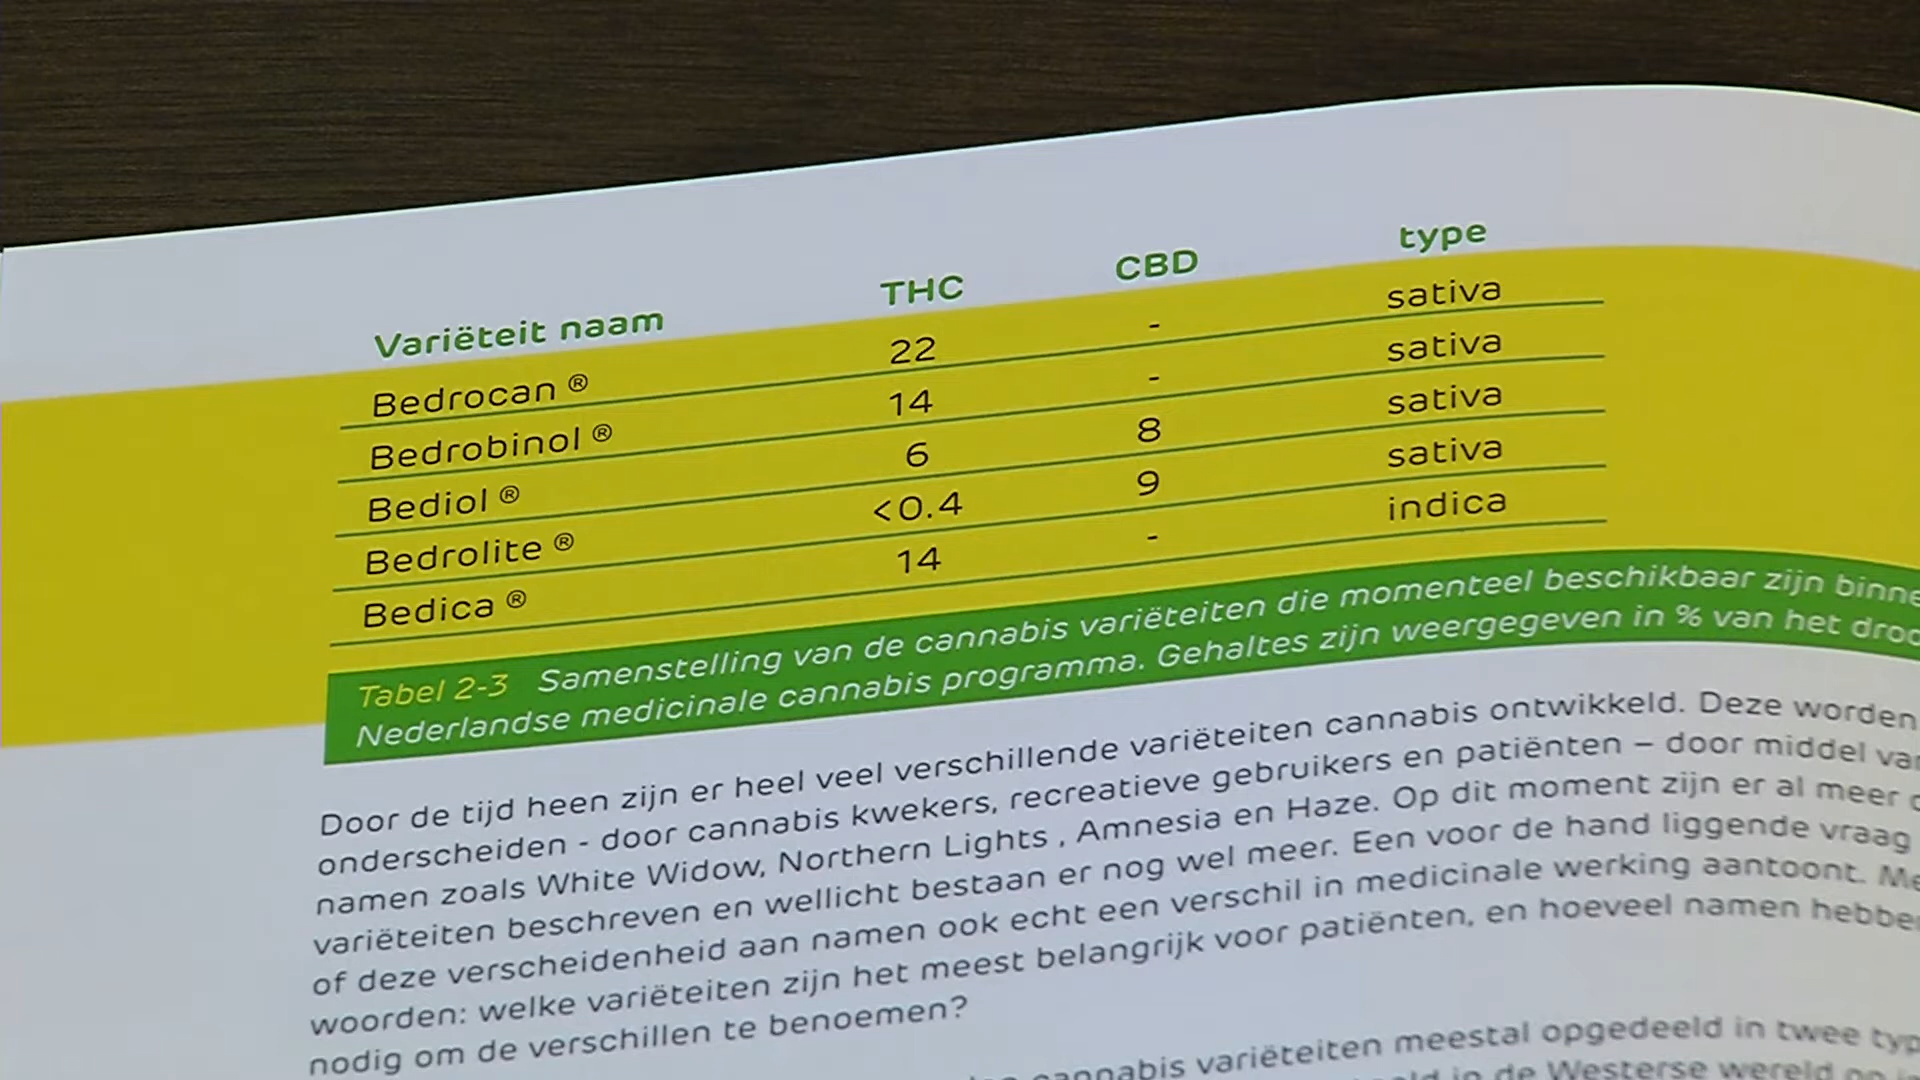 Variëteit naam THC CBD type
Bedrocan ® 22 - sativa
Bedrobinol ® 14 - sativa
Bediol ® 6 8 sativa
Bedrolite ® <0.4 9 sativa
Bedica ® 14 - indica
Tabel 2-3 Samenstelling van de cannabis variëteiten die momenteel beschikbaar zijn
Nederlandse medicinale cannabis programma. Gehaltes zijn weergegeven in % van het
Door de tijd heen zijn er heel veel verschillende variëteiten cannabis ontwikkeld. Deze worden
onderscheiden - door cannabis kwekers, recreatieve gebruikers en patiënten – door middel
namen zoals White Widow, Northern Lights , Amnesia en Haze. Op dit moment zijn er al meer
variëteiten beschreven en wellicht bestaan er nog wel meer. Een voor de hand liggende vraag
of deze verscheidenheid aan namen ook echt een verschil in medicinale werking aantoont.
woorden: welke variëteiten zijn het meest belangrijk voor patiënten, en hoeveel namen
nodig om de verschillen te benoemen?
cannabis variëteiten meestal opgedeeld in twee
in de Westerse wereld